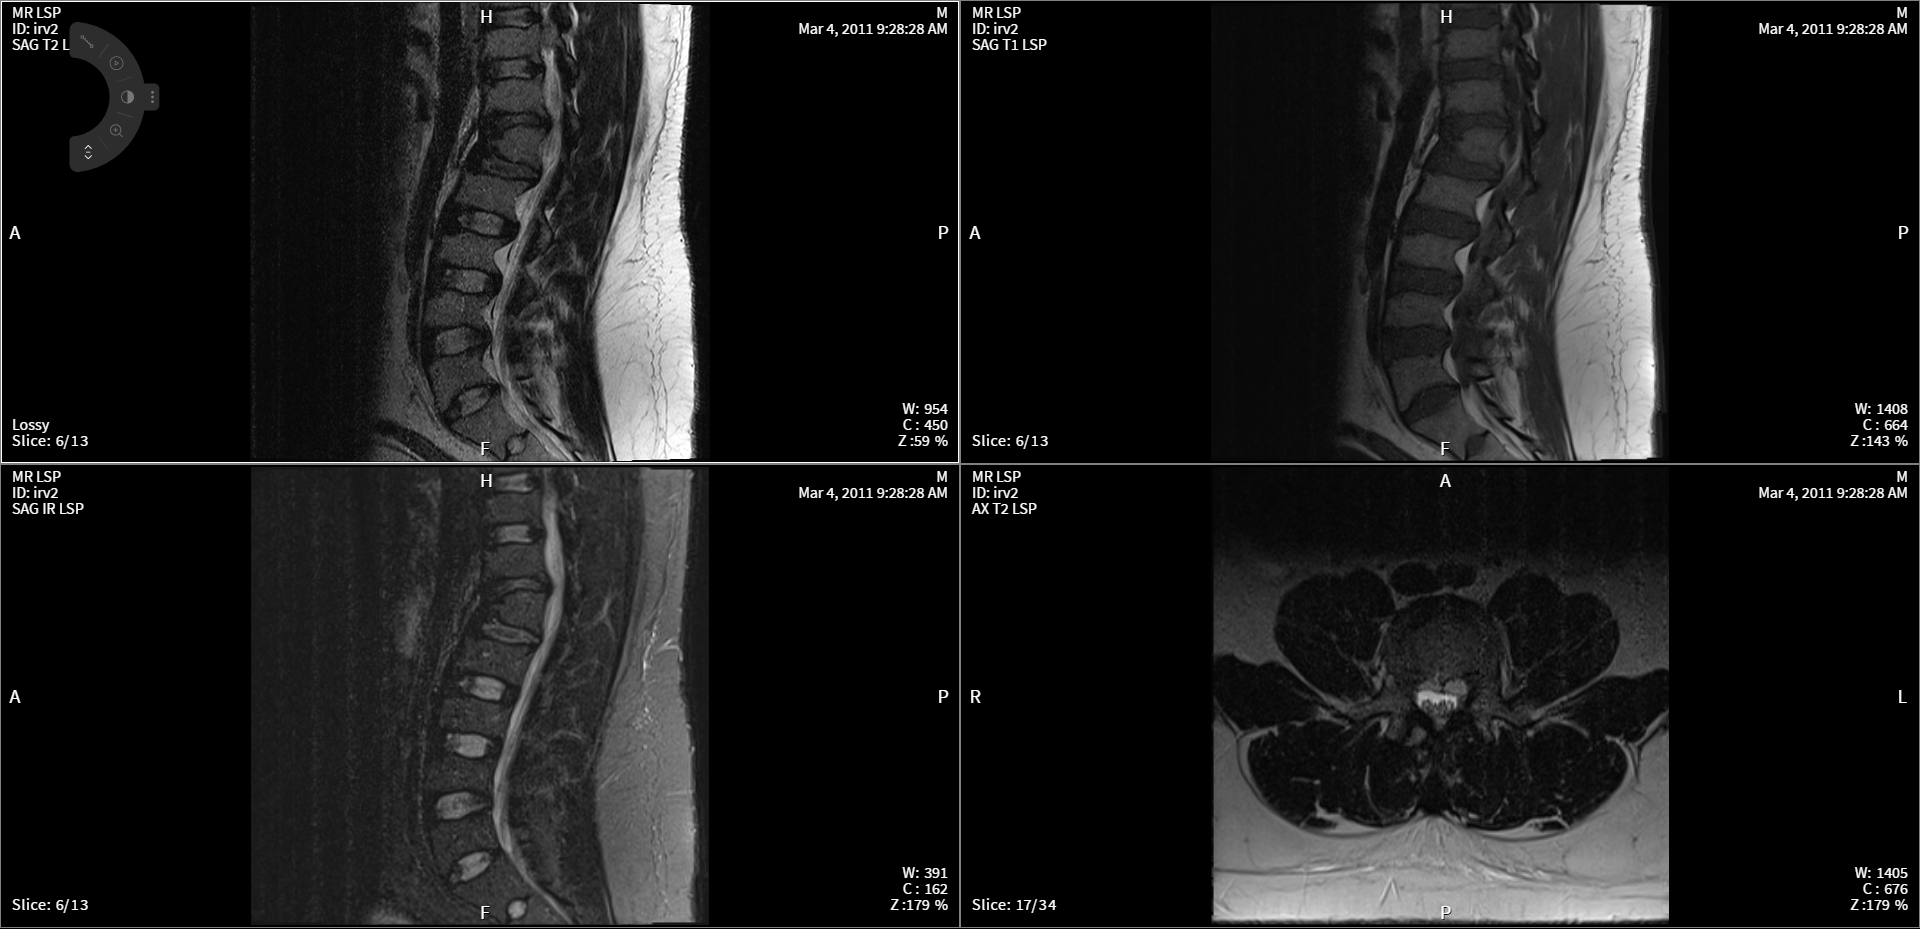 MR LSP
ID: irv2
SAG T2 L
H
M
Mar 4, 2011 9:28:28 AM
A
P
Lossy
Slice: 6/13
F
W: 954
C : 450
Z :59 %
MR LSP
ID: irv2
SAG T1 LSP
H
M
Mar 4, 2011 9:28:28 AM
A
P
Slice: 6/13
F
W: 1408
C : 664
Z :143 %
MR LSP
ID: irv2
SAG IR LSP
H
M
Mar 4, 2011 9:28:28 AM
A
P
Slice: 6/13
F
W: 391
C : 162
Z :179 %
MR LSP
ID: irv2
AX T2 LSP
A
M
Mar 4, 2011 9:28:28 AM
R
L
Slice: 17/34
P
W: 1405
C : 676
Z :179 %